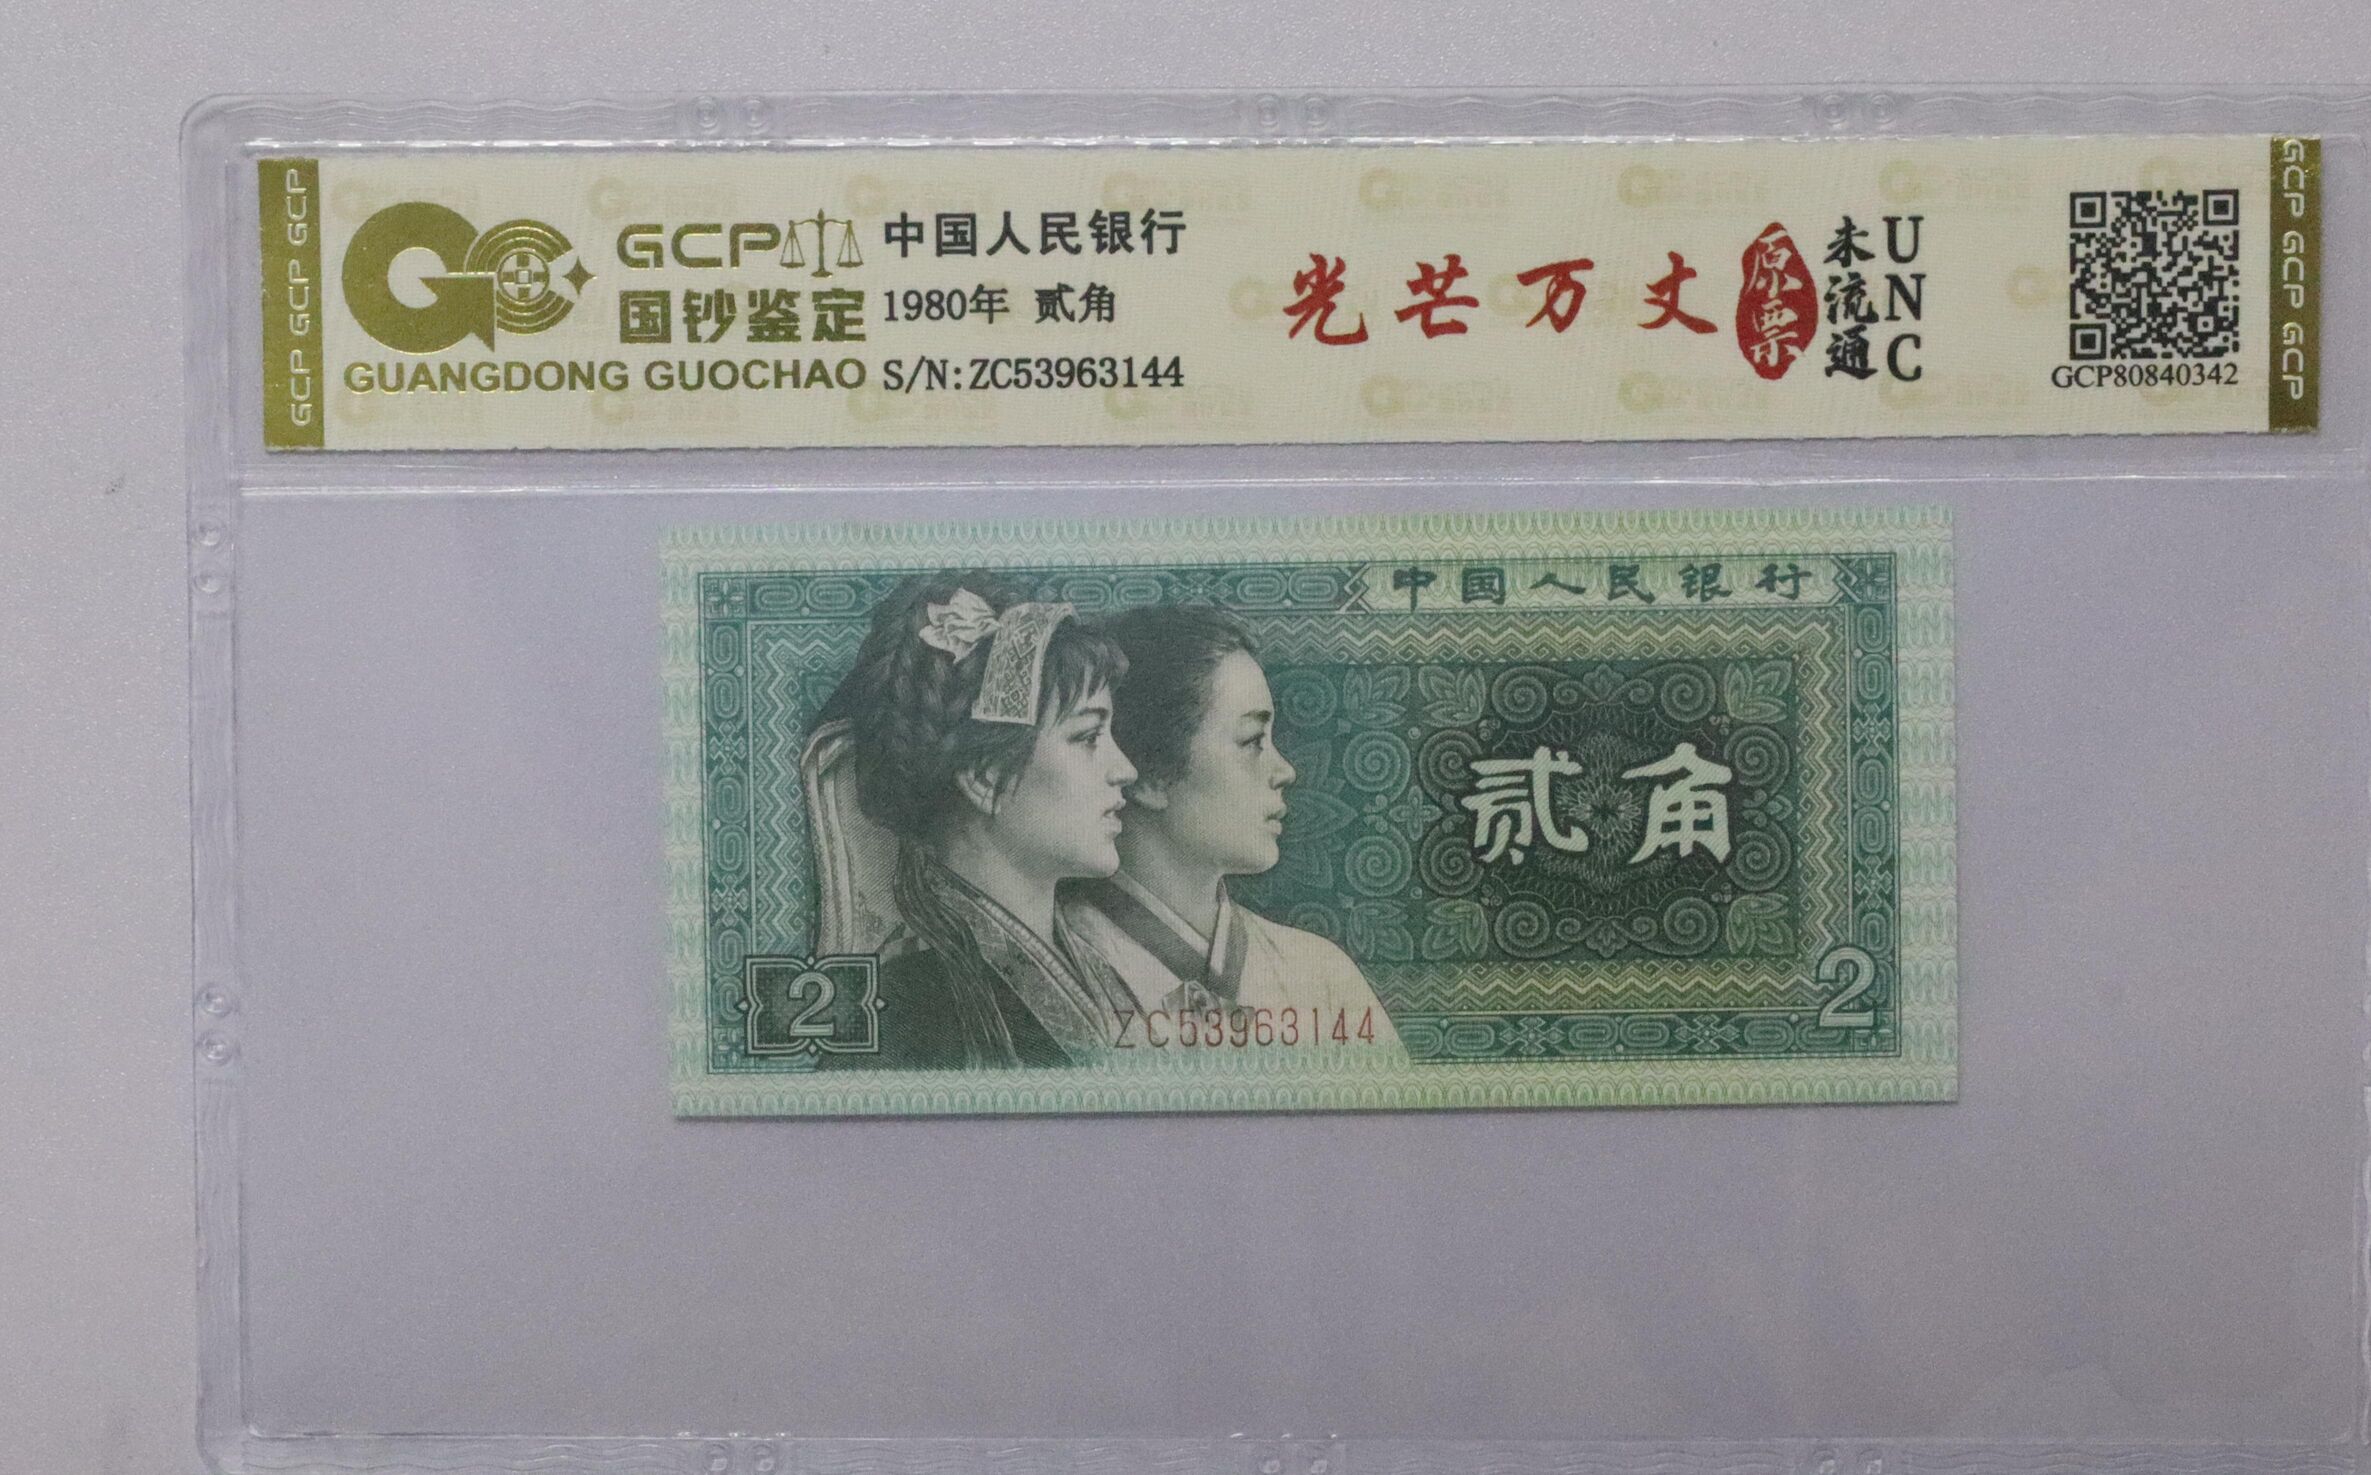 GCP GCP GCP
GCP
国钞鉴定
GUANGDONG GUOCHAO
中国人民银行
1980年 贰角
S/N:ZC53963144
光芒万丈
原票
未流通
UNC
GCP80840342
GCP GCP GCP
中国人民银行
贰角
2
2
ZC53963144